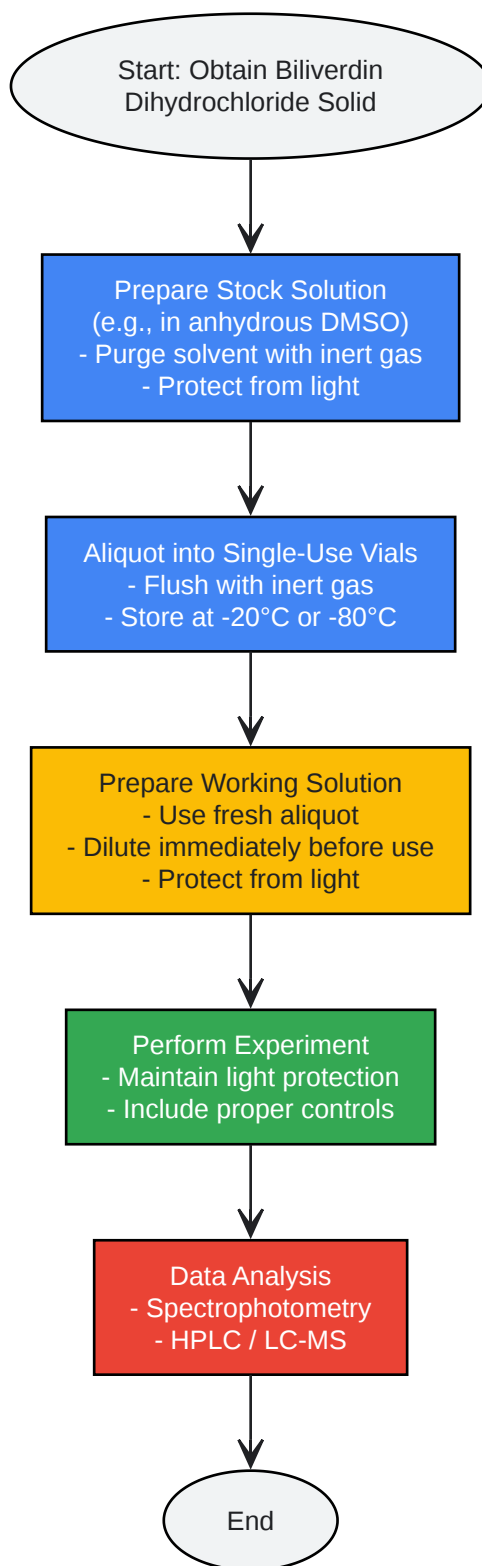 Start: Obtain Biliverdin
Dihydrochloride Solid
Prepare Stock Solution
(e.g., in anhydrous DMSO)
- Purge solvent with inert gas
- Protect from light
Aliquot into Single-Use Vials
- Flush with inert gas
- Store at -20°C or -80°C
Prepare Working Solution
- Use fresh aliquot
- Dilute immediately before use
- Protect from light
Perform Experiment
- Maintain light protection
- Include proper controls
Data Analysis
- Spectrophotometry
- HPLC / LC-MS
End